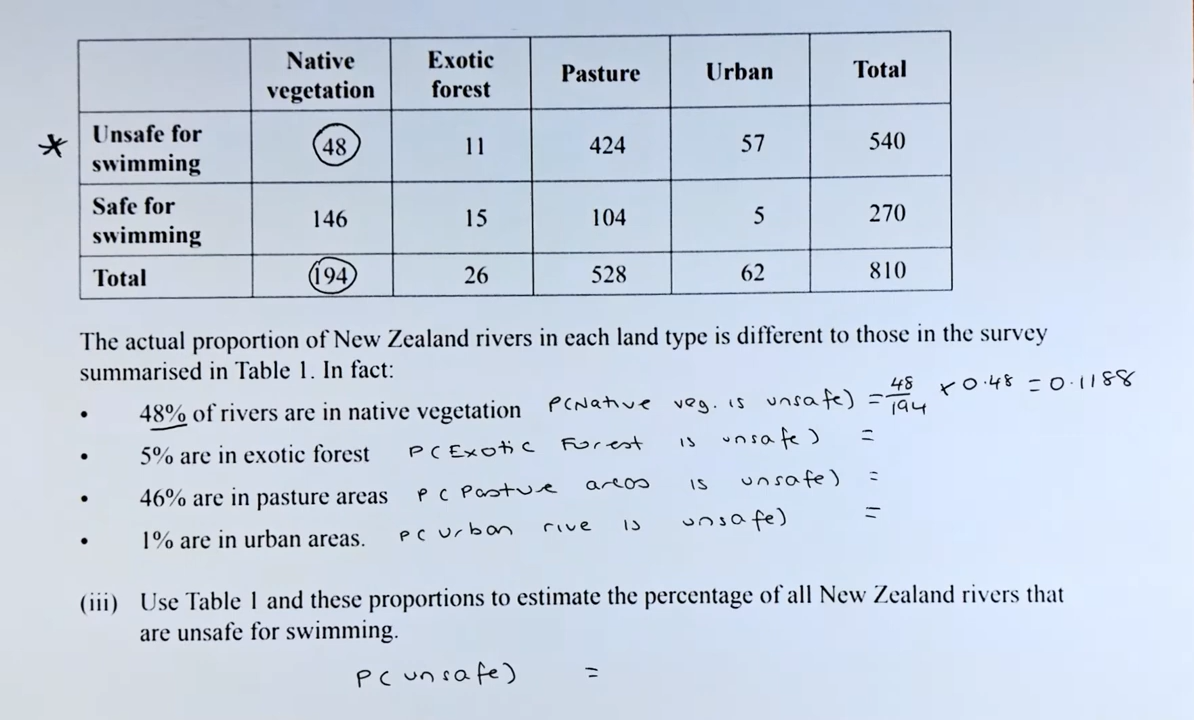 Native vegetation Exotic forest Pasture Urban Total
* Unsafe for swimming 48 11 424 57 540
Safe for swimming 146 15 104 5 270
Total 194 26 528 62 810
The actual proportion of New Zealand rivers in each land type is different to those in the survey
summarised in Table 1. In fact:
• 48% of rivers are in native vegetation P(Native veg. is unsafe) = 48/194 × 0.48 = 0.1188
• 5% are in exotic forest P(Exotic Forest is unsafe) =
• 46% are in pasture areas P(Pasture areas is unsafe) =
• 1% are in urban areas. P(Urban rive is unsafe) =
(iii) Use Table 1 and these proportions to estimate the percentage of all New Zealand rivers that
are unsafe for swimming.
P(unsafe) =